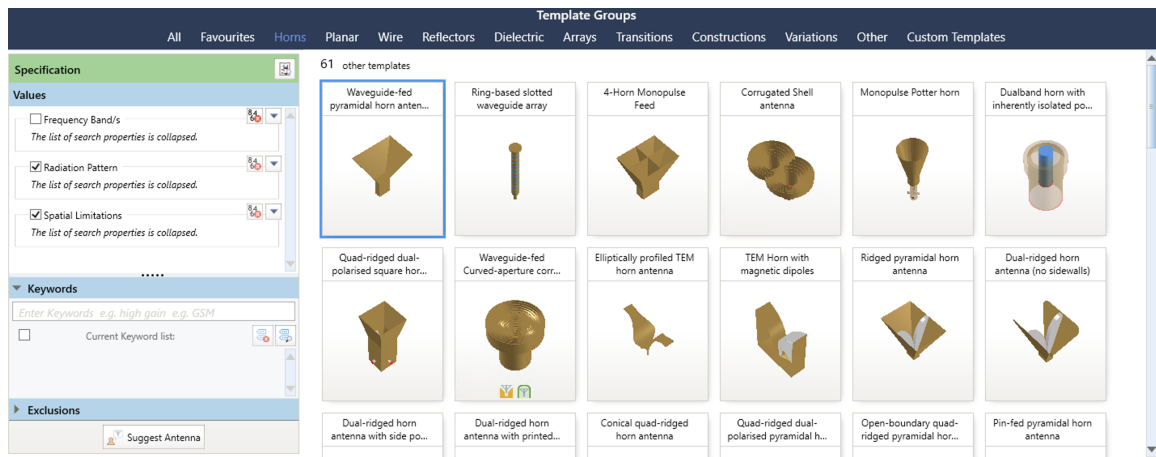 Template Groups
All Favourites Horns Planar Wire Reflectors Dielectric Arrays Transitions Constructions Variations Other Custom Templates
Specification
Values
Frequency Band/s
The list of search properties is collapsed.
Radiation Pattern
The list of search properties is collapsed.
Spatial Limitations
The list of search properties is collapsed.
Keywords
Enter Keywords e.g. high gain e.g. GSM
Current Keyword list:
Exclusions
Suggest Antenna
61 other templates
Waveguide-fed
pyramidal horn anten...
Ring-based slotted
waveguide array
4-Horn Monopulse
Feed
Corrugated Shell
antenna
Monopulse Potter horn
Dualband horn with
inherently isolated po...
Quad-ridged dual-
polarised square hor...
Waveguide-fed
Curved-aperture corr...
Elliptically profiled TEM
horn antenna
TEM Horn with
magnetic dipoles
Ridged pyramidal horn
antenna
Dual-ridged horn
antenna (no sidewalls)
Dual-ridged horn
antenna with side po...
Dual-ridged horn
antenna with printed...
Conical quad-ridged
horn antenna
Quad-ridged dual-
polarised pyramidal h...
Open-boundary quad-
ridged pyramidal hor...
Pin-fed pyramidal horn
antenna